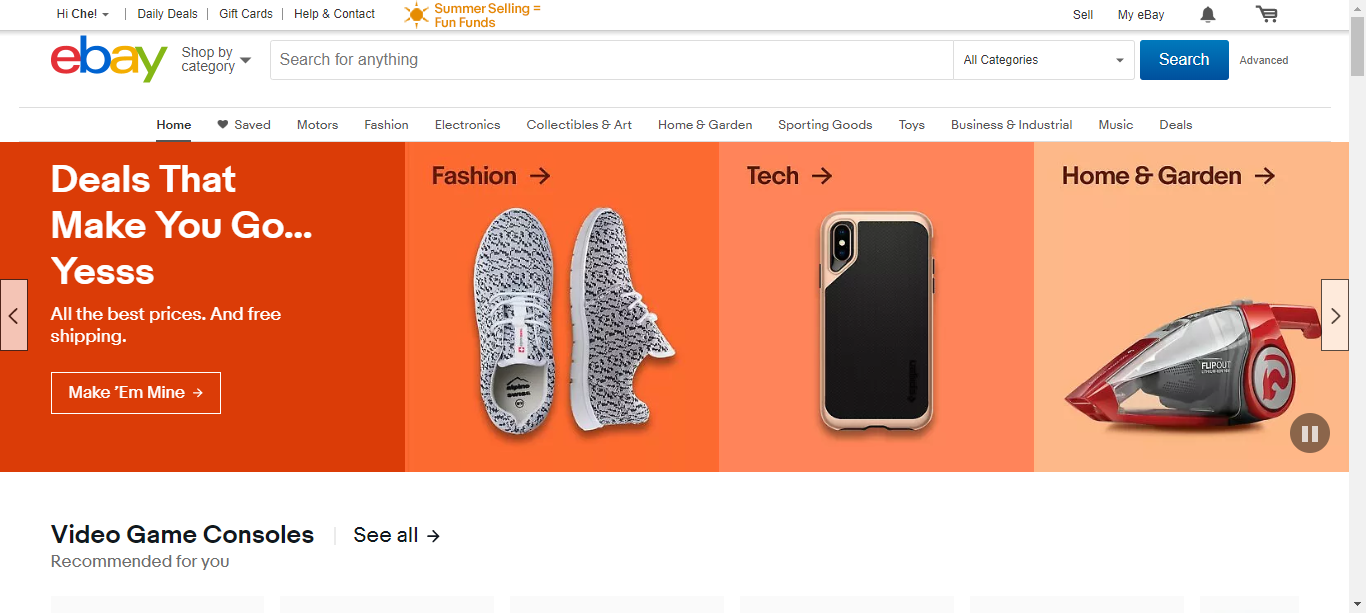 Hi Che!
Daily Deals
Gift Cards
Help & Contact
Summer Selling =
Fun Funds
Sell
My eBay
ebay
Shop by
category
Search for anything
All Categories
Search
Advanced
Home
Saved
Motors
Fashion
Electronics
Collectibles & Art
Home & Garden
Sporting Goods
Toys
Business & Industrial
Music
Deals
Deals That
Make You Go...
Yesss
All the best prices. And free
shipping.
Make 'Em Mine →
Fashion →
Tech →
Home & Garden →
alpine
swiss
spigen
FLIPOUT
Video Game Consoles
See all →
Recommended for you